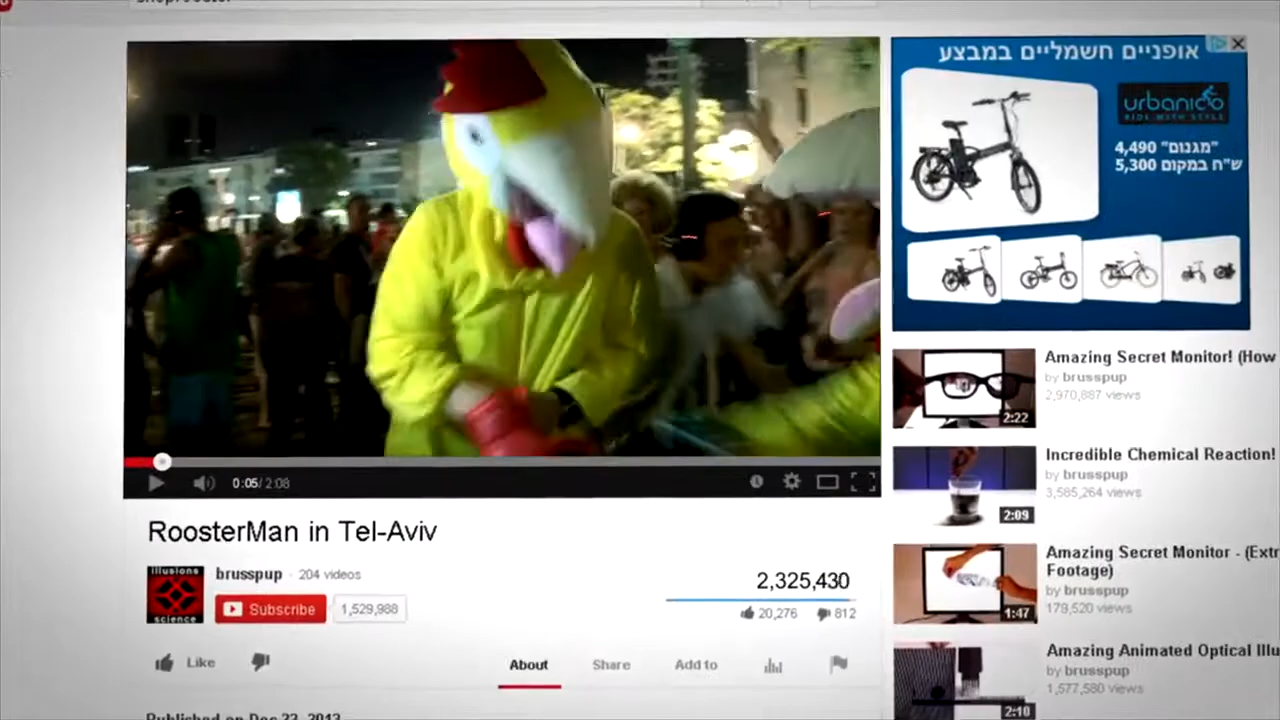 אופניים חשמליים במבצע
urbanico
RIDE WITH STYLE
"מגנום" 4,490
ש"ח במקום 5,300
0:05 / 2:08
RoosterMan in Tel-Aviv
illusions
science
brusspup · 204 videos
Subscribe 1,529,988
2,325,430
20,276 812
Like
About Share Add to
Published on Dec 23, 2013
Amazing Secret Monitor! (How
by brusspup
2,970,887 views
2:22
Incredible Chemical Reaction!
by brusspup
3,585,264 views
2:09
Amazing Secret Monitor - (Extr
Footage)
by brusspup
179,520 views
1:47
Amazing Animated Optical Illu
by brusspup
1,577,580 views
2:10